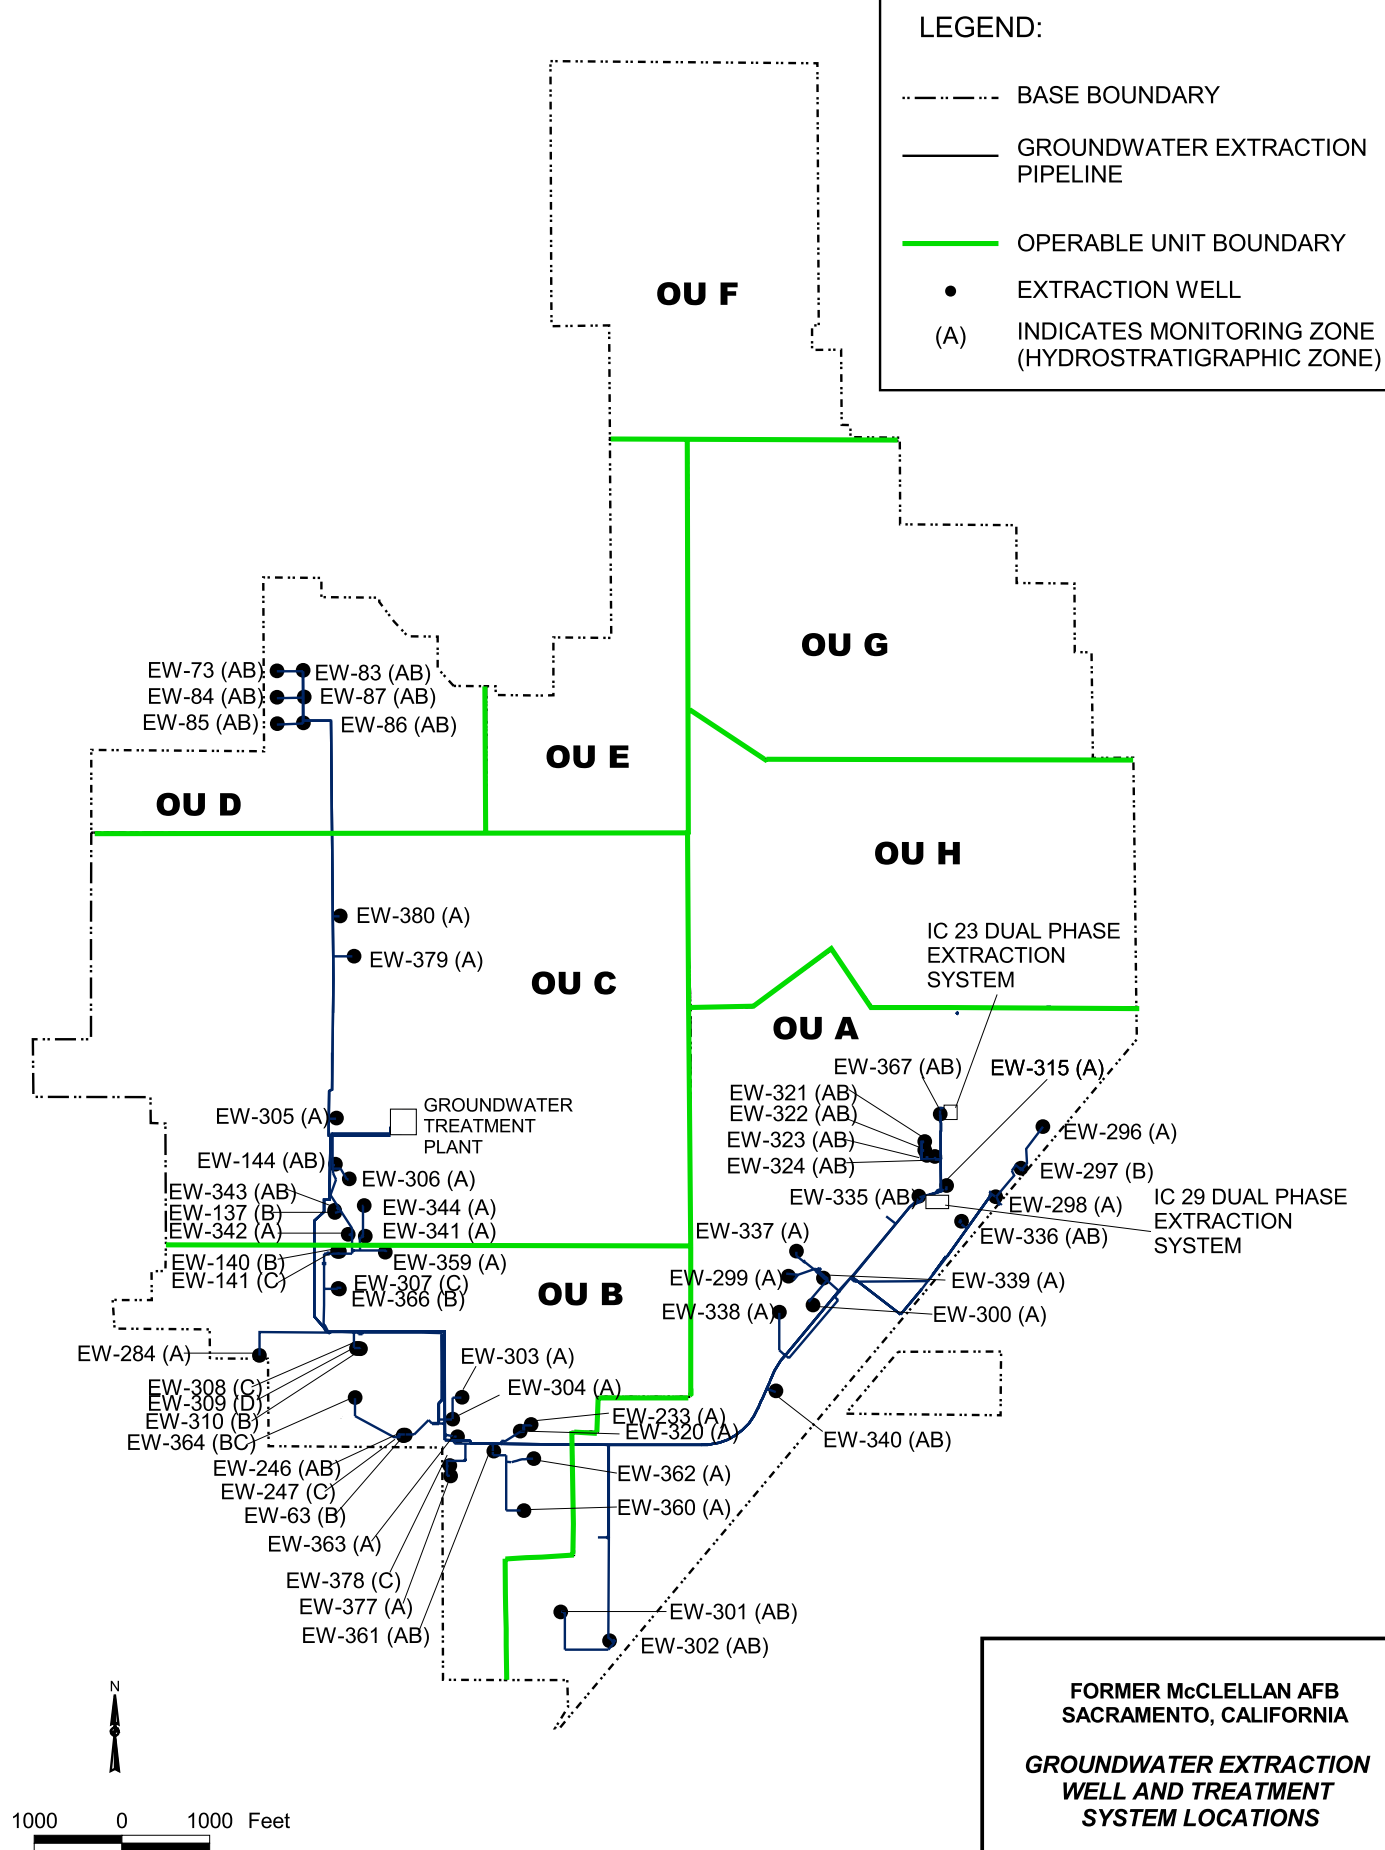 LEGEND:
BASE BOUNDARY
GROUNDWATER EXTRACTION
PIPELINE
OPERABLE UNIT BOUNDARY
EXTRACTION WELL
(A)
INDICATES MONITORING ZONE
(HYDROSTRATIGRAPHIC ZONE)
OU F
OU G
EW-73 (AB)
EW-83 (AB)
EW-84 (AB)
EW-87 (AB)
EW-85 (AB)
EW-86 (AB)
OU E
OU D
OU H
EW-380 (A)
EW-379 (A)
OU C
IC 23 DUAL PHASE
EXTRACTION
SYSTEM
OU A
EW-367 (AB)
EW-315 (A)
EW-321 (AB)
EW-322 (AB)
EW-323 (AB)
EW-324 (AB)
EW-296 (A)
EW-297 (B)
EW-335 (AB)
EW-298 (A)
IC 29 DUAL PHASE
EXTRACTION
SYSTEM
EW-336 (AB)
EW-305 (A)
GROUNDWATER
TREATMENT
PLANT
EW-144 (AB)
EW-306 (A)
EW-343 (AB)
EW-137 (B)
EW-344 (A)
EW-342 (A)
EW-341 (A)
EW-337 (A)
EW-140 (B)
EW-141 (C)
EW-359 (A)
EW-299 (A)
EW-339 (A)
EW-307 (C)
EW-366 (B)
OU B
EW-338 (A)
EW-300 (A)
EW-284 (A)
EW-303 (A)
EW-308 (C)
EW-309 (D)
EW-310 (B)
EW-304 (A)
EW-233 (A)
EW-320 (A)
EW-364 (BC)
EW-340 (AB)
EW-246 (AB)
EW-247 (C)
EW-63 (B)
EW-362 (A)
EW-360 (A)
EW-363 (A)
EW-378 (C)
EW-377 (A)
EW-361 (AB)
EW-301 (AB)
EW-302 (AB)
N
1000 0 1000 Feet
FORMER McCLELLAN AFB
SACRAMENTO, CALIFORNIA
GROUNDWATER EXTRACTION
WELL AND TREATMENT
SYSTEM LOCATIONS